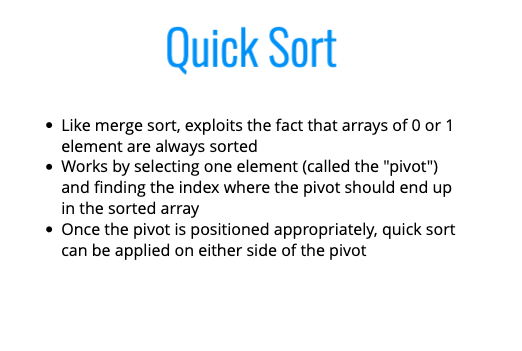 Quick Sort
• Like merge sort, exploits the fact that arrays of 0 or 1
element are always sorted
• Works by selecting one element (called the "pivot")
and finding the index where the pivot should end up
in the sorted array
• Once the pivot is positioned appropriately, quick sort
can be applied on either side of the pivot